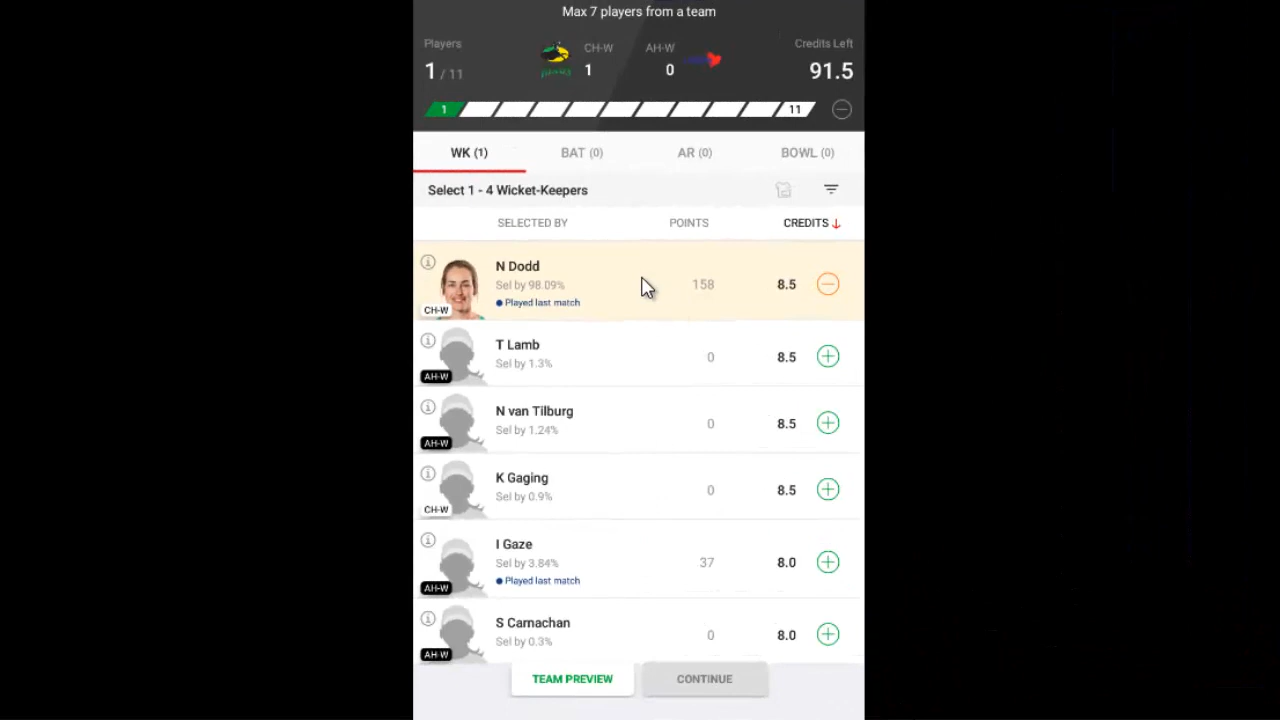 Max 7 players from a team
Players
CH-W
AH-W
Credits Left
1 / 11
1
0
91.5
1
11
WK (1)
BAT (0)
AR (0)
BOWL (0)
Select 1 - 4 Wicket-Keepers
SELECTED BY
POINTS
CREDITS
N Dodd
Sel by 98.09%
158
8.5
Played last match
CH-W
T Lamb
Sel by 1.3%
0
8.5
AH-W
N van Tilburg
Sel by 1.24%
0
8.5
AH-W
K Gaging
Sel by 0.9%
0
8.5
CH-W
I Gaze
Sel by 3.84%
37
8.0
Played last match
AH-W
S Carnachan
Sel by 0.3%
0
8.0
AH-W
TEAM PREVIEW
CONTINUE